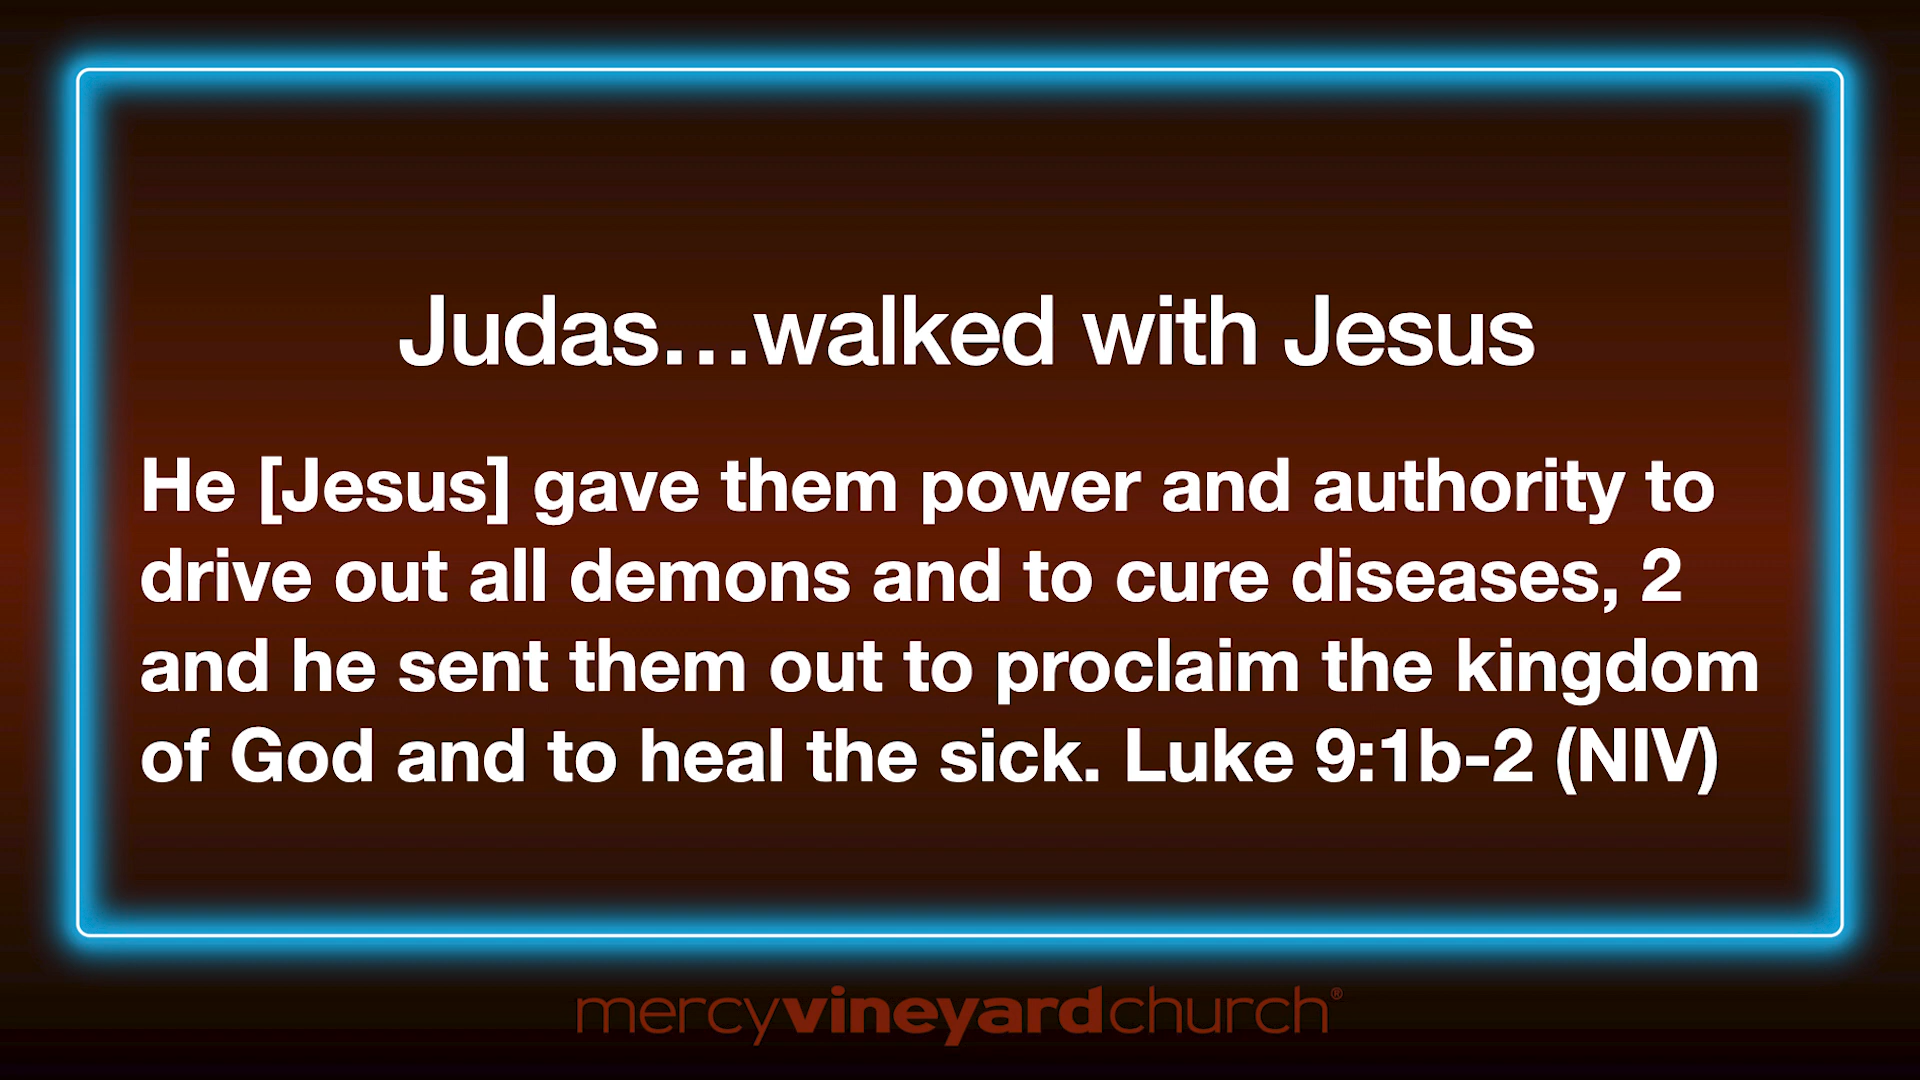 Judas…walked with Jesus
He [Jesus] gave them power and authority to
drive out all demons and to cure diseases, 2
and he sent them out to proclaim the kingdom
of God and to heal the sick. Luke 9:1b-2 (NIV)
mercyvineyardchurch®